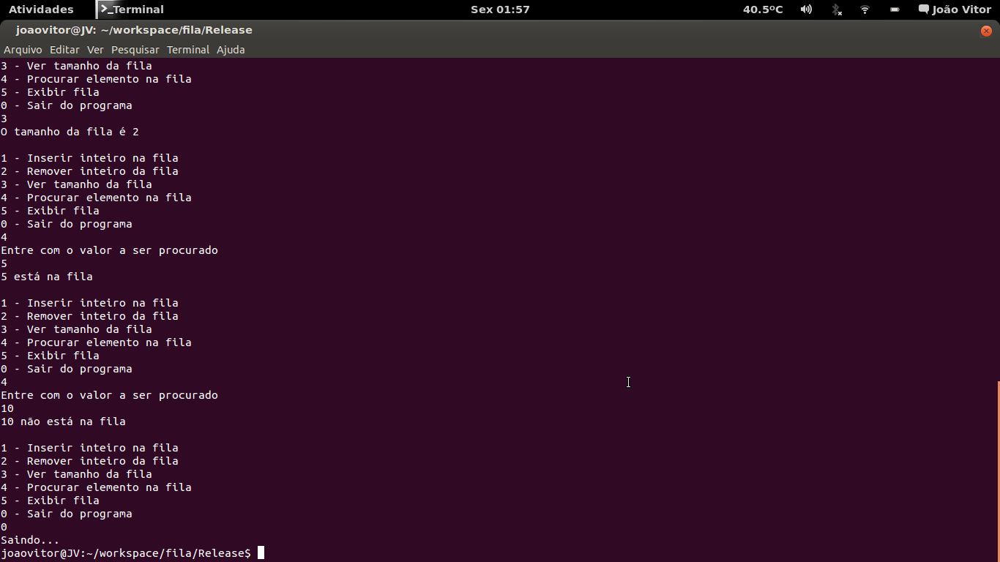 Atividades Terminal Sex 01:57 40.5ºC João Vitor
joaovitor@JV: ~/workspace/fila/Release
Arquivo Editar Ver Pesquisar Terminal Ajuda
3 - Ver tamanho da fila
4 - Procurar elemento na fila
5 - Exibir fila
0 - Sair do programa
3
O tamanho da fila é 2
1 - Inserir inteiro na fila
2 - Remover inteiro da fila
3 - Ver tamanho da fila
4 - Procurar elemento na fila
5 - Exibir fila
0 - Sair do programa
4
Entre com o valor a ser procurado
5
5 está na fila
1 - Inserir inteiro na fila
2 - Remover inteiro da fila
3 - Ver tamanho da fila
4 - Procurar elemento na fila
5 - Exibir fila
0 - Sair do programa
4
Entre com o valor a ser procurado
10
10 não está na fila
1 - Inserir inteiro na fila
2 - Remover inteiro da fila
3 - Ver tamanho da fila
4 - Procurar elemento na fila
5 - Exibir fila
0 - Sair do programa
0
Saindo...
joaovitor@JV:~/workspace/fila/Release$